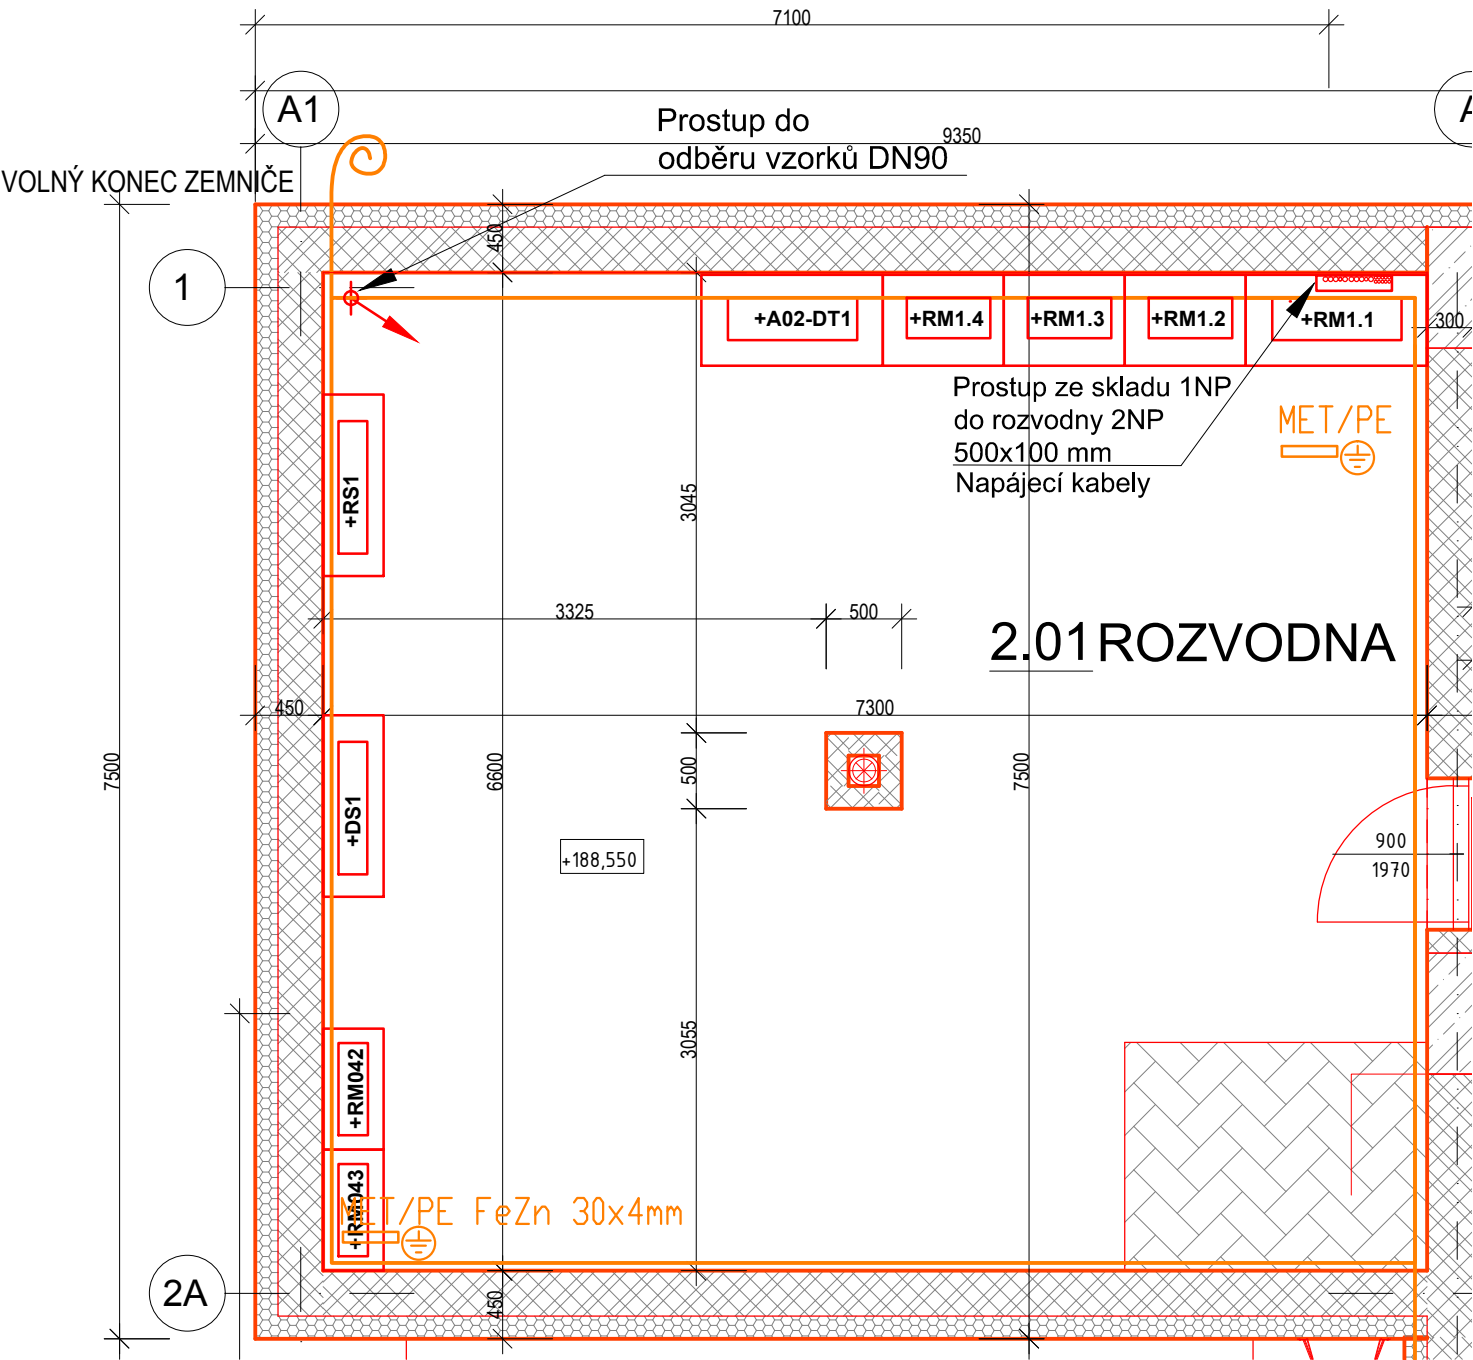 7100
A1
Prostup do
odběru vzorků DN90
9350
VOLNÝ KONEC ZEMNIČE
450
1
+A02-DT1
+RM1.4
+RM1.3
+RM1.2
+RM1.1
300
Prostup ze skladu 1NP
do rozvodny 2NP
500x100 mm
Napájecí kabely
MET/PE
+RS1
3045
3325
500
2.01 ROZVODNA
450
7300
7500
6600
500
7500
+DS1
+188,550
900
1970
3055
+RM042
+RM043
MET/PE FeZn 30x4mm
2A
450